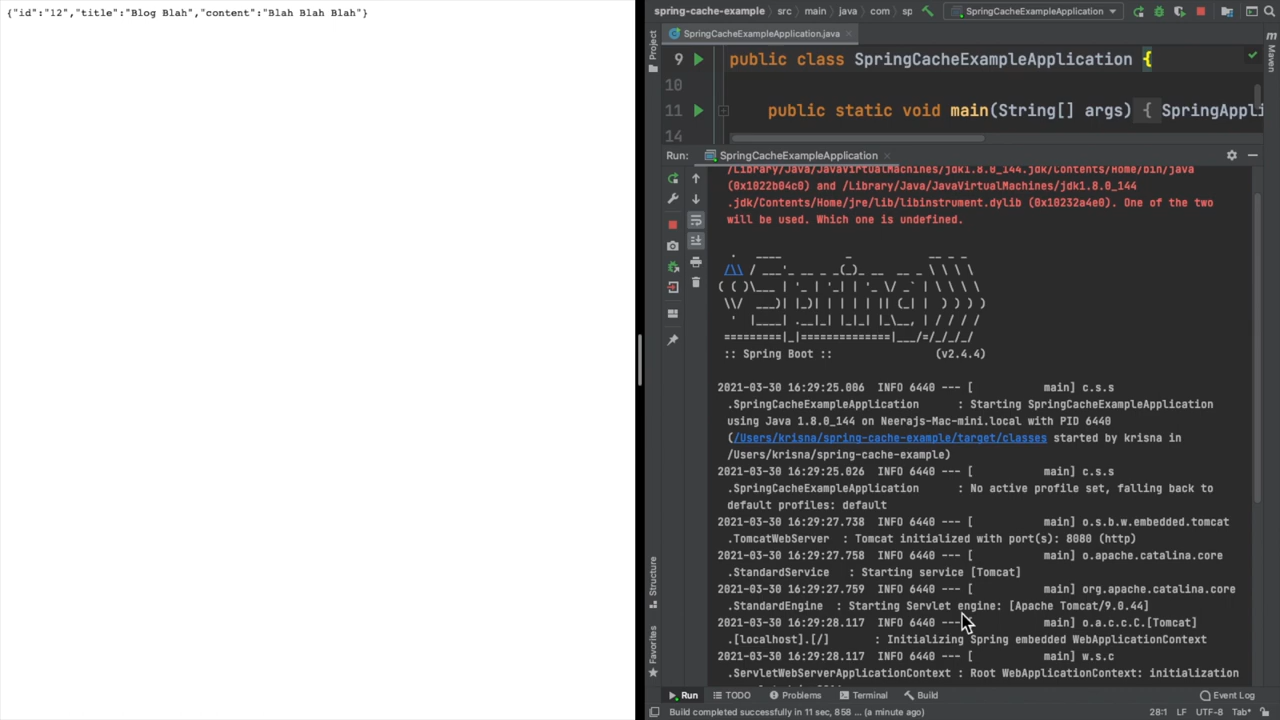 {"id":"12","title":"Blog Blah","content":"Blah Blah Blah"}
spring-cache-example src main java com sp SpringCacheExampleApplication
SpringCacheExampleApplication.java
Project
Maven
9 public class SpringCacheExampleApplication {
10
11 public static void main(String[] args) { SpringAppli
14
Run: SpringCacheExampleApplication
/Library/Java/JavaVirtualMachines/jdk1.8.0_144.jdk/Contents/Home/bin/java
(0x1022b04c0) and /Library/Java/JavaVirtualMachines/jdk1.8.0_144
.jdk/Contents/Home/jre/lib/libinstrument.dylib (0x10232a4e0). One of the two
will be used. Which one is undefined.
:: Spring Boot :: (v2.4.4)
2021-03-30 16:29:25.006 INFO 6440 --- [ main] c.s.s
.SpringCacheExampleApplication : Starting SpringCacheExampleApplication
using Java 1.8.0_144 on Neerajs-Mac-mini.local with PID 6440
(/Users/krisna/spring-cache-example/target/classes started by krisna in
/Users/krisna/spring-cache-example)
2021-03-30 16:29:25.026 INFO 6440 --- [ main] c.s.s
.SpringCacheExampleApplication : No active profile set, falling back to
default profiles: default
2021-03-30 16:29:27.738 INFO 6440 --- [ main] o.s.b.w.embedded.tomcat
.TomcatWebServer : Tomcat initialized with port(s): 8080 (http)
2021-03-30 16:29:27.758 INFO 6440 --- [ main] o.apache.catalina.core
.StandardService : Starting service [Tomcat]
2021-03-30 16:29:27.759 INFO 6440 --- [ main] org.apache.catalina.core
.StandardEngine : Starting Servlet engine: [Apache Tomcat/9.0.44]
2021-03-30 16:29:28.117 INFO 6440 --- [ main] o.a.c.c.C.[Tomcat]
.[localhost].[/] : Initializing Spring embedded WebApplicationContext
2021-03-30 16:29:28.117 INFO 6440 --- [ main] w.s.c
.ServletWebServerApplicationContext : Root WebApplicationContext: initialization
Structure
Favorites
Run TODO Problems Terminal Build Event Log
Build completed successfully in 11 sec, 858 ... (a minute ago) 28:1 LF UTF-8 Tab*